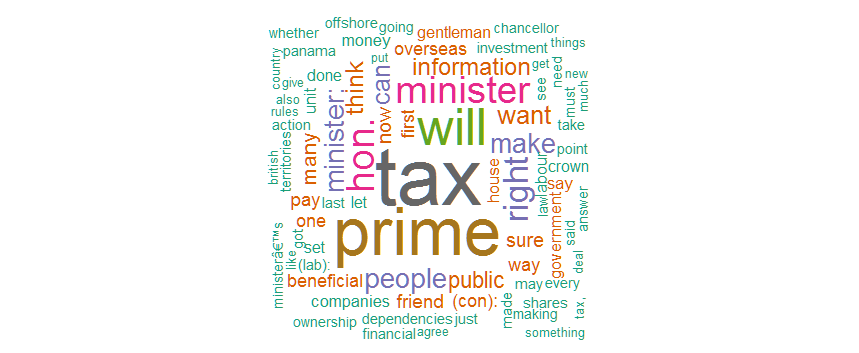 whether
offshore
going
gentleman
chancellor
things
panama
money
overseas
investment
country
put
give
done
think
can
information
get
need
new
also
unit
minister
see
must
much
rules
minister:
hon.
now
first
will
want
take
action
many
make
point
british
territories
tax
right
house
law
labour
crown
say
pay
last
let
prime
government
answer
one
said
ministerâ€™s
like
got
set
sure
deal
(lab):
way
beneficial
people
public
may
every
tax,
companies
friend
(con):
made
shares
making
ownership
dependencies
just
financial
agree
something